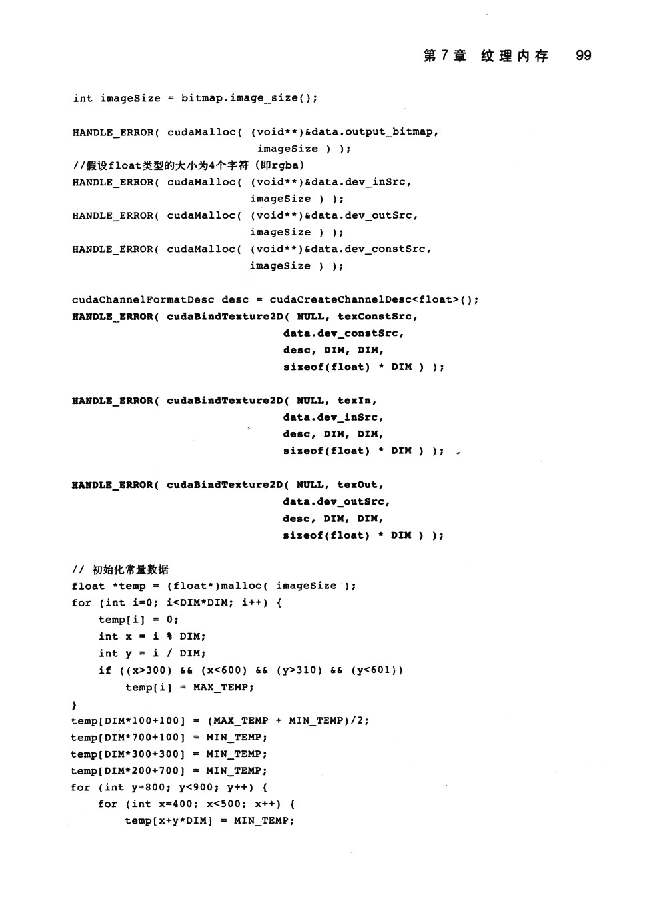 第7章 纹理内存 99
int imageSize = bitmap.image_size();
HANDLE_ERROR( cudaMalloc( (void**)&data.output_bitmap,
imageSize ) );
//假设float类型的大小为4个字符（即rgba）
HANDLE_ERROR( cudaMalloc( (void**)&data.dev_inSrc,
imageSize ) );
HANDLE_ERROR( cudaMalloc( (void**)&data.dev_outSrc,
imageSize ) );
HANDLE_ERROR( cudaMalloc( (void**)&data.dev_constSrc,
imageSize ) );
cudaChannelFormatDesc desc = cudaCreateChannelDesc<float>();
HANDLE_ERROR( cudaBindTexture2D( NULL, texConstSrc,
data.dev_constSrc,
desc, DIM, DIM,
sizeof(float) * DIM ) );
HANDLE_ERROR( cudaBindTexture2D( NULL, texIn,
data.dev_inSrc,
desc, DIM, DIM,
sizeof(float) * DIM ) );
HANDLE_ERROR( cudaBindTexture2D( NULL, texOut,
data.dev_outSrc,
desc, DIM, DIM,
sizeof(float) * DIM ) );
// 初始化常量数据
float *temp = (float*)malloc( imageSize );
for (int i=0; i<DIM*DIM; i++) {
temp[i] = 0;
int x = i % DIM;
int y = i / DIM;
if ((x>300) && (x<600) && (y>310) && (y<601))
temp[i] = MAX_TEMP;
}
temp[DIM*100+100] = (MAX_TEMP + MIN_TEMP)/2;
temp[DIM*700+100] = MIN_TEMP;
temp[DIM*300+300] = MIN_TEMP;
temp[DIM*200+700] = MIN_TEMP;
for (int y=800; y<900; y++) {
for (int x=400; x<500; x++) {
temp[x+y*DIM] = MIN_TEMP;